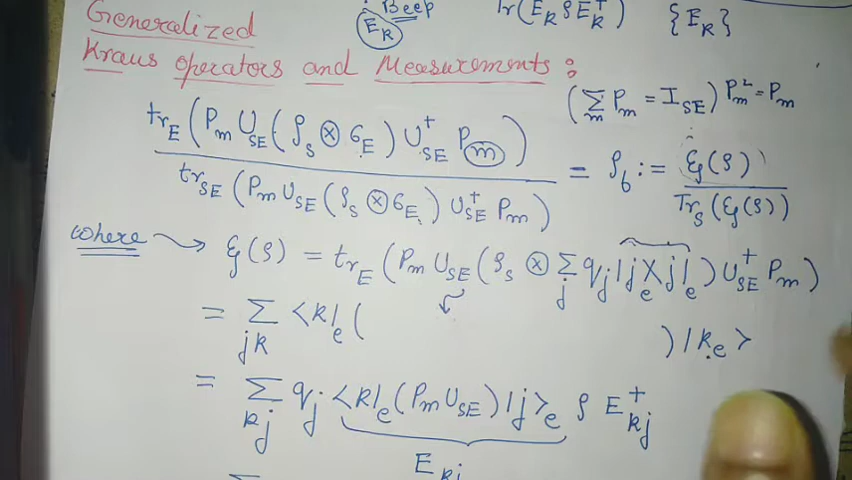 Generalized
Beep
E_K
Tr(E_K ρ E_K^†)
{E_K}
Kraus operators and Measurements :
(∑_m P_m = I_SE) P_m^2 = P_m
tr_E (P_m U_SE (ρ_s ⊗ σ_E) U_SE^† P_m)
tr_SE (P_m U_SE (ρ_s ⊗ σ_E) U_SE^† P_m)
= ρ_6 := ξ(ρ)
Tr_S (ξ(ρ))
where → ξ(ρ) = tr_E (P_m U_SE (ρ_s ⊗ ∑_j q_j |j_e⟩⟨j|_e) U_SE^† P_m)
= ∑_jk ⟨k|_e ( ) |k_e⟩
= ∑_kj q_j ⟨k|_e (P_m U_SE) |j⟩_e ρ E_kj^†
E_kj